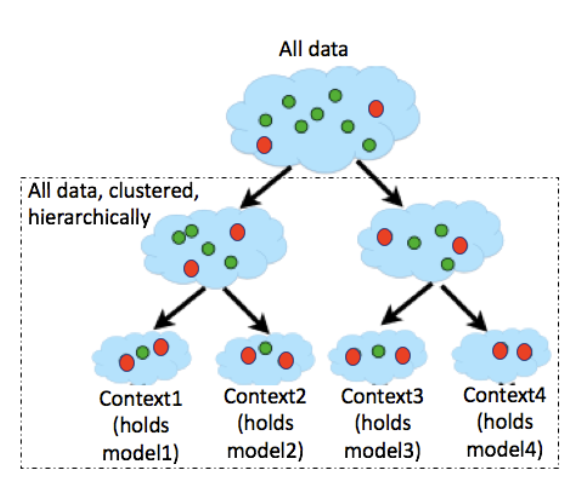 All data
All data, clustered,
hierarchically
Context1
(holds
model1)
Context2
(holds
model2)
Context3
(holds
model3)
Context4
(holds
model4)